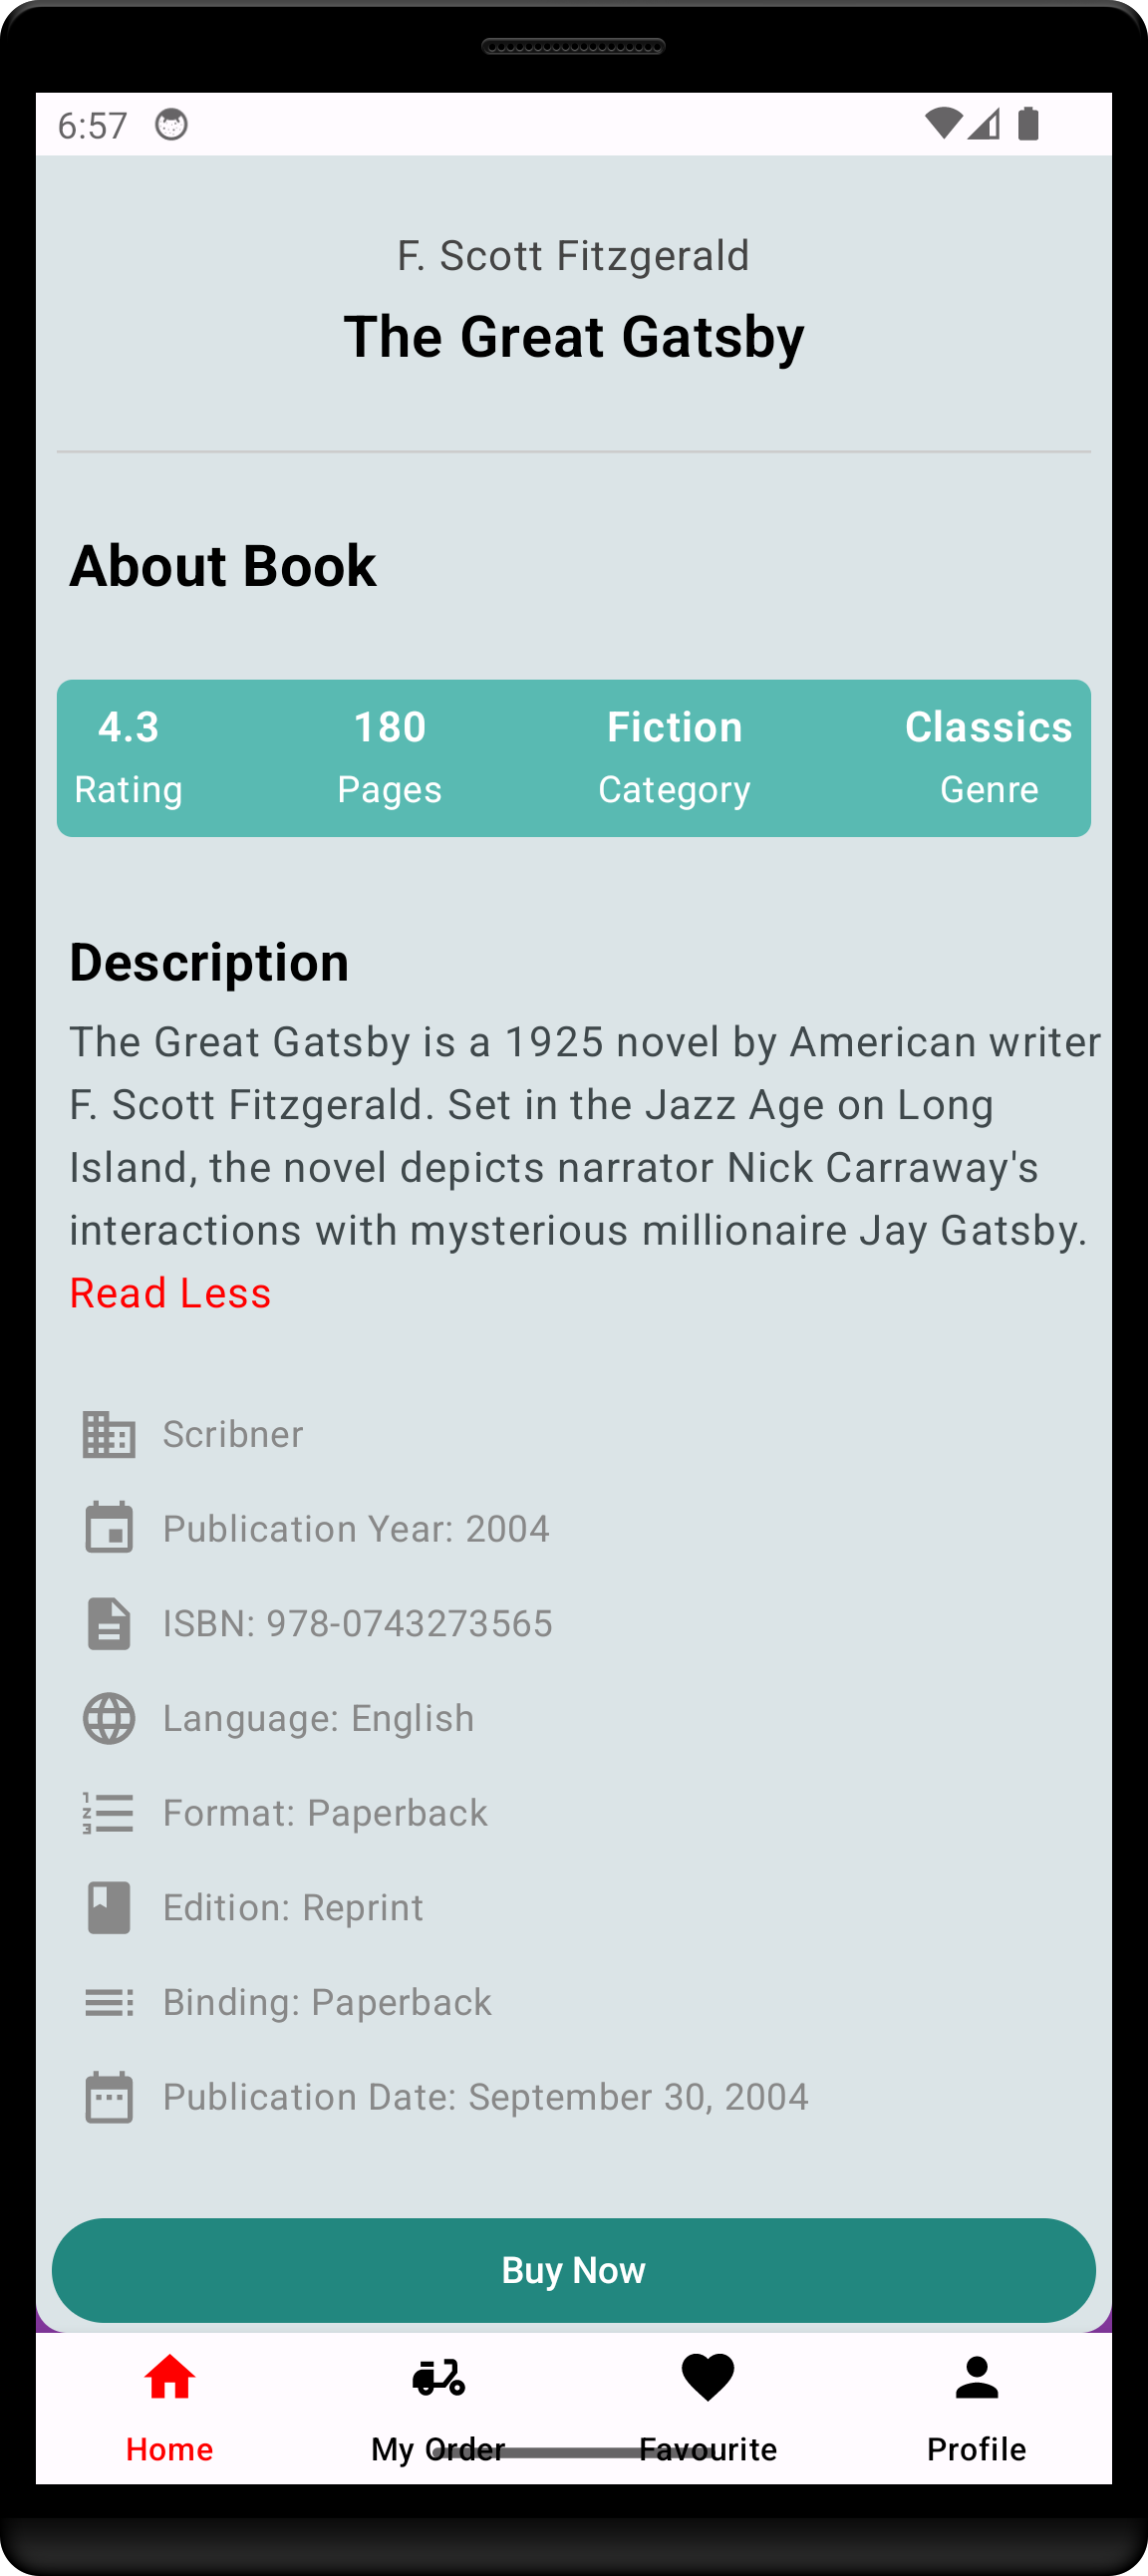 6:57
F. Scott Fitzgerald
The Great Gatsby
About Book
4.3 180 Fiction Classics
Rating Pages Category Genre
Description
The Great Gatsby is a 1925 novel by American writer
F. Scott Fitzgerald. Set in the Jazz Age on Long
Island, the novel depicts narrator Nick Carraway's
interactions with mysterious millionaire Jay Gatsby.
Read Less
Scribner
Publication Year: 2004
ISBN: 978-0743273565
Language: English
Format: Paperback
Edition: Reprint
Binding: Paperback
Publication Date: September 30, 2004
Buy Now
Home My Order Favourite Profile